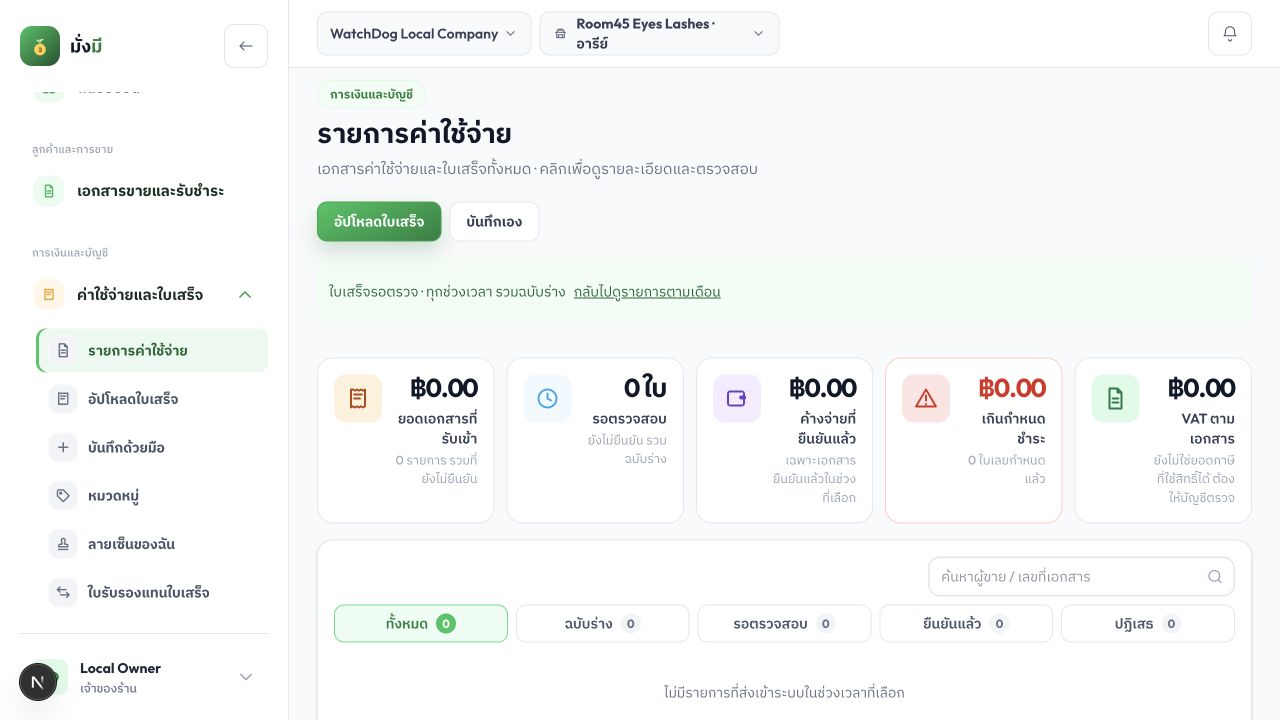 มั่งมี
WatchDog Local Company
Room45 Eyes Lashes ·
อารีย์
ลูกค้าและการขาย
เอกสารขายและรับชำระ
การเงินและบัญชี
ค่าใช้จ่ายและใบเสร็จ
รายการค่าใช้จ่าย
อัปโหลดใบเสร็จ
บันทึกด้วยมือ
หมวดหมู่
ลายเซ็นของฉัน
ใบรับรองแทนใบเสร็จ
N
Local Owner
เจ้าของร้าน
การเงินและบัญชี
รายการค่าใช้จ่าย
เอกสารค่าใช้จ่ายและใบเสร็จทั้งหมด · คลิกเพื่อดูรายละเอียดและตรวจสอบ
อัปโหลดใบเสร็จ
บันทึกเอง
ใบเสร็จรอตรวจ · ทุกช่วงเวลา รวมฉบับร่าง กลับไปดูรายการตามเดือน
฿0.00
ยอดเอกสารที่
รับเข้า
0 รายการ รวมที่
ยังไม่ยืนยัน
0 ใบ
รอตรวจสอบ
ยังไม่ยืนยัน รวม
ฉบับร่าง
฿0.00
ค้างจ่ายที่
ยืนยันแล้ว
เฉพาะเอกสาร
ยืนยันแล้วในช่วง
ที่เลือก
฿0.00
เกินกำหนด
ชำระ
0 ใบเลยกำหนด
แล้ว
฿0.00
VAT ตาม
เอกสาร
ยังไม่ใช่ยอดภาษี
ที่ใช้สิทธิ์ได้ ต้อง
ให้บัญชีตรวจ
ค้นหาผู้ขาย / เลขที่เอกสาร
ทั้งหมด 0
ฉบับร่าง 0
รอตรวจสอบ 0
ยืนยันแล้ว 0
ปฏิเสธ 0
ไม่มีรายการที่ส่งเข้าระบบในช่วงเวลาที่เลือก